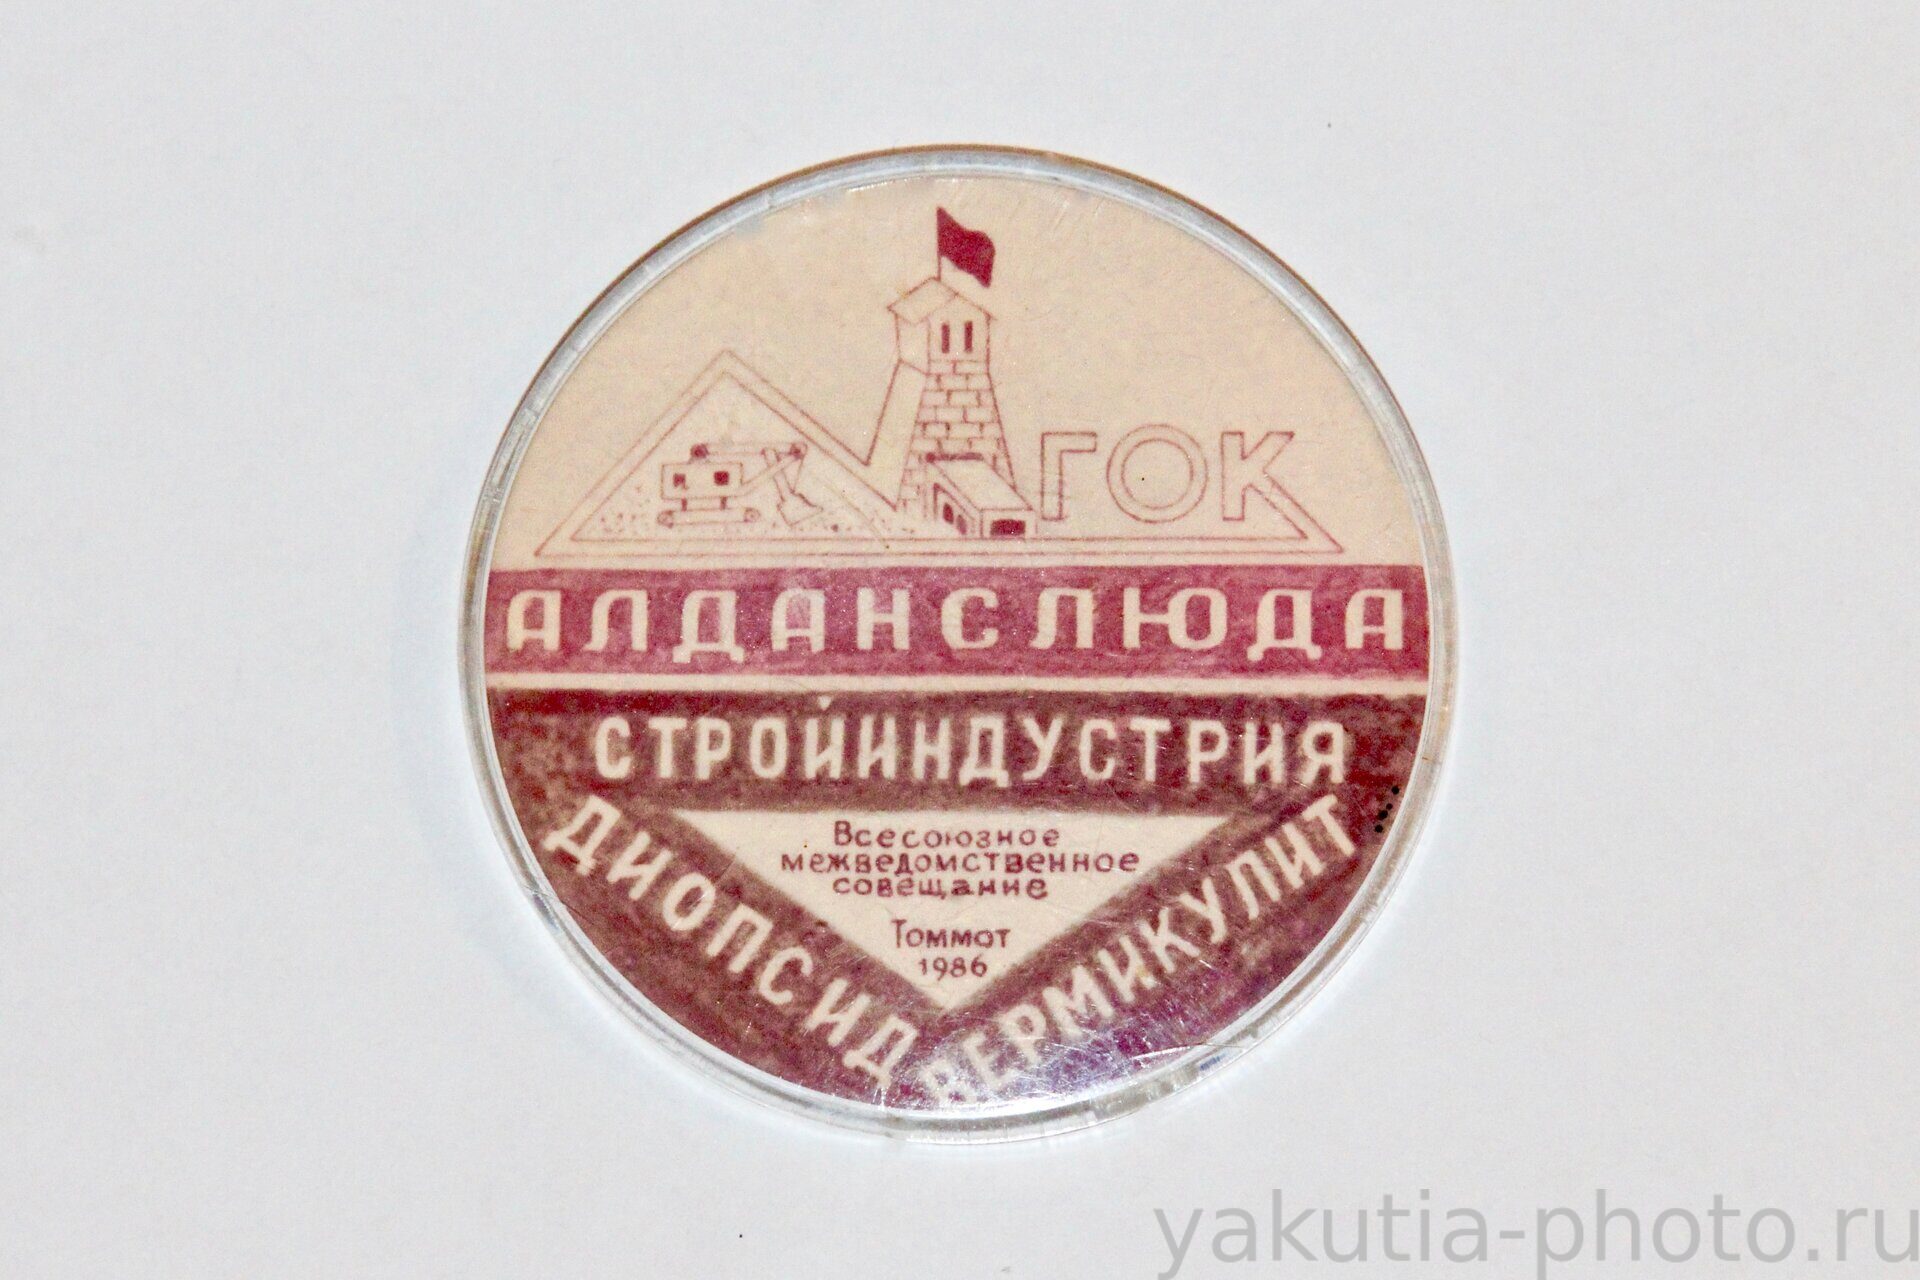 ГОК
АЛДАНСЛЮДА
СТРОЙИНДУСТРИЯ
ДИОПСИД
ВЕРМИКУЛИТ
Всесоюзное
межведомственное
совещание
Томмот
1986
yakutia-photo.ru